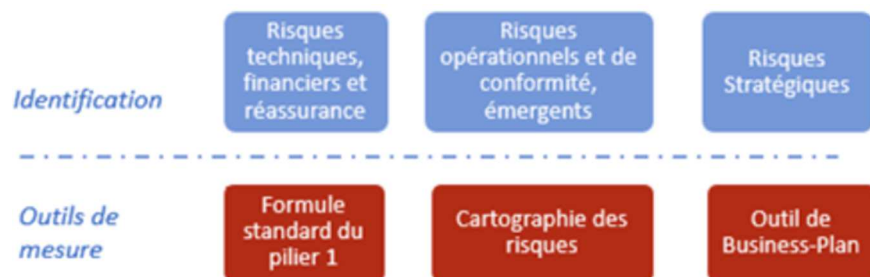 Identification
Risques
techniques,
financiers et
réassurance
Risques
opérationnels et de
conformité,
émergents
Risques
Stratégiques
Outils de
mesure
Formule
standard du
pilier 1
Cartographie des
risques
Outil de
Business-Plan